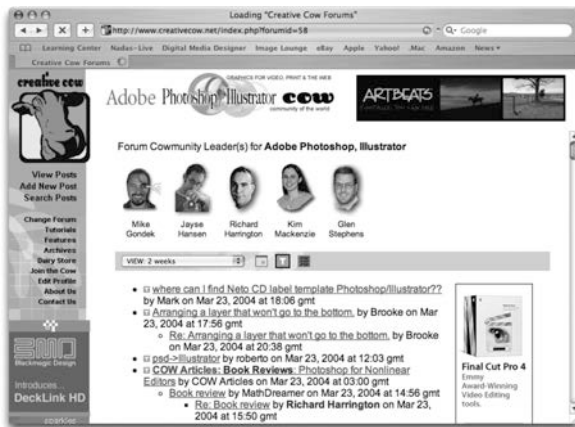 Loading "Creative Cow Forums"
http://www.creativecow.net/index.php?forumid=58
Google
Learning Center Nadas-Live Digital Media Designer Image Lounge eBay Apple Yahoo! .Mac Amazon News
Creative Cow Forums
creative cow
View Posts
Add New Post
Search Posts
Change Forum
Tutorials
Features
Archives
Dairy Store
Join the Cow
Edit Profile
About Us
Contact Us
Blackmagic Design
Introduces...
DeckLink HD
GRAPHICS FOR VIDEO, PRINT & THE WEB
Adobe Photoshop Illustrator COW
community of the world
ARTBEATS
Forum Cowmunity Leader(s) for Adobe Photoshop, Illustrator
Mike Gondek
Jayse Hansen
Richard Harrington
Kim Mackenzie
Glen Stephens
VIEW: 2 weeks
where can I find Neto CD label template Photoshop/Illustrator??
by Mark on Mar 23, 2004 at 18:06 gmt
Arranging a layer that won't go to the bottom. by Brooke on Mar
23, 2004 at 17:56 gmt
Re: Arranging a layer that won't go to the bottom. by Brooke
on Mar 23, 2004 at 20:38 gmt
psd->Illustrator by roberto on Mar 23, 2004 at 12:03 gmt
COW Articles: Book Reviews: Photoshop for Nonlinear
Editors by COW Articles on Mar 23, 2004 at 03:00 gmt
Book review by MathDreamer on Mar 23, 2004 at 14:56 gmt
Re: Book review by Richard Harrington on Mar 23,
2004 at 15:50 gmt
Final Cut Pro 4
Emmy
Award-Winning
Video Editing
tools.